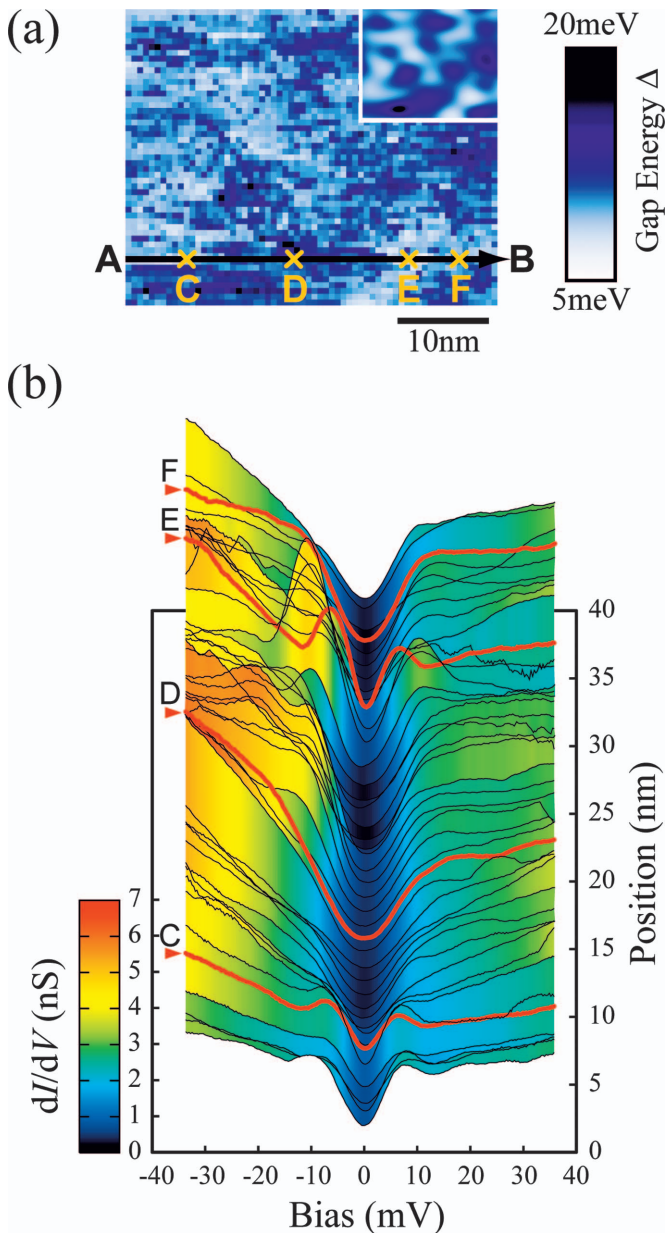 (a)
20meV
Gap Energy Δ
5meV
A
B
C
D
E
F
10nm
(b)
F
E
D
C
40
35
30
25
20
15
10
5
0
Position (nm)
7
6
5
4
3
2
1
0
dI/dV (nS)
-40 -30 -20 -10 0 10 20 30 40
Bias (mV)